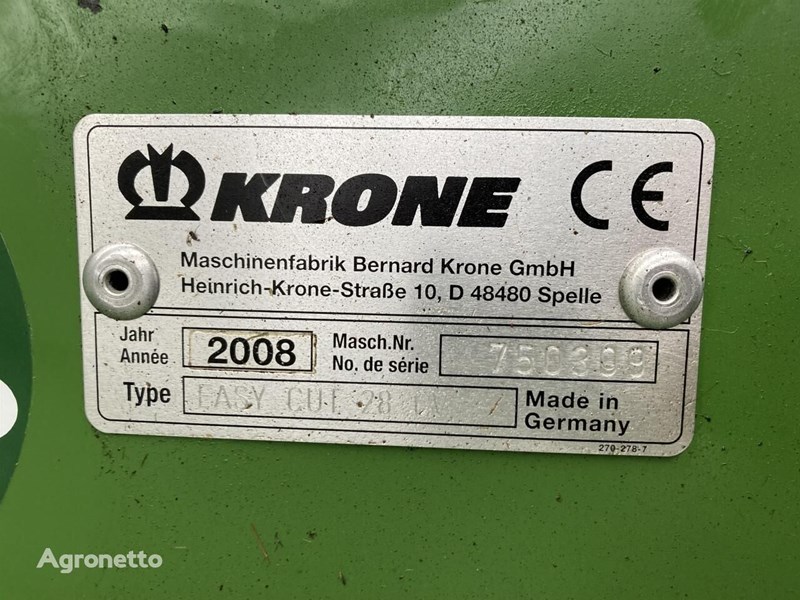 KRONE CE
Maschinenfabrik Bernard Krone GmbH
Heinrich-Krone-Straße 10, D 48480 Spelle
Jahr
Année
2008
Masch.Nr.
No. de série
750399
Type
EASY CUT 28
Made in
Germany
270-278-7
Agronetto